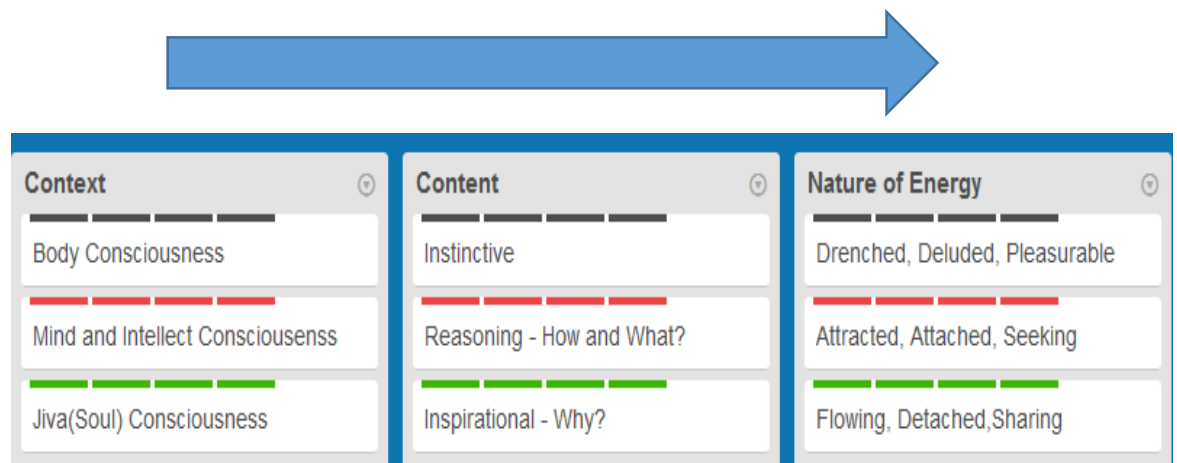 Context
Body Consciousness
Mind and Intellect Consciousenss
Jiva(Soul) Consciousness
Content
Instinctive
Reasoning - How and What?
Inspirational - Why?
Nature of Energy
Drenched, Deluded, Pleasurable
Attracted, Attached, Seeking
Flowing, Detached,Sharing